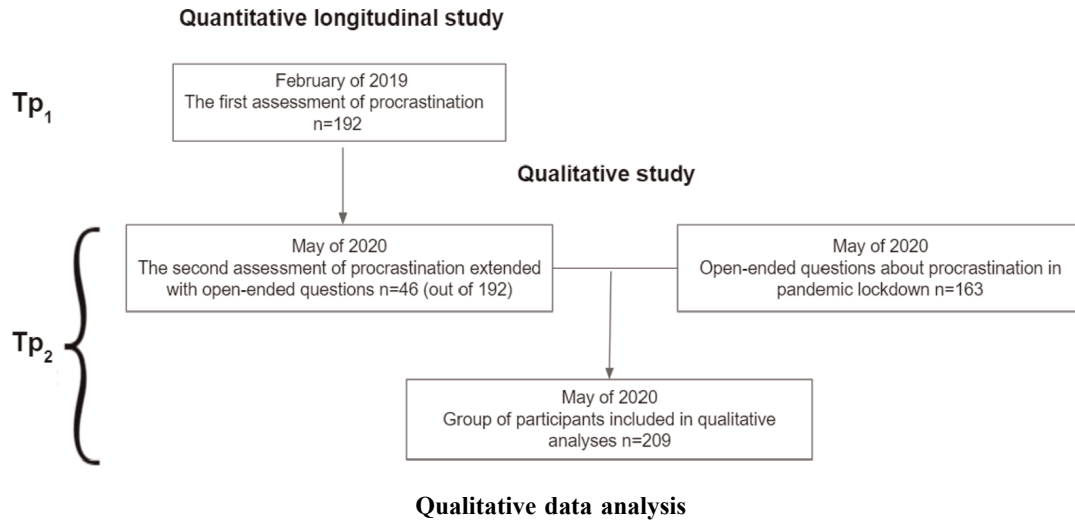 Quantitative longitudinal study
Tp1
February of 2019
The first assessment of procrastination
n=192
Qualitative study
May of 2020
The second assessment of procrastination extended
with open-ended questions n=46 (out of 192)
May of 2020
Open-ended questions about procrastination in
pandemic lockdown n=163
Tp2
May of 2020
Group of participants included in qualitative
analyses n=209
Qualitative data analysis